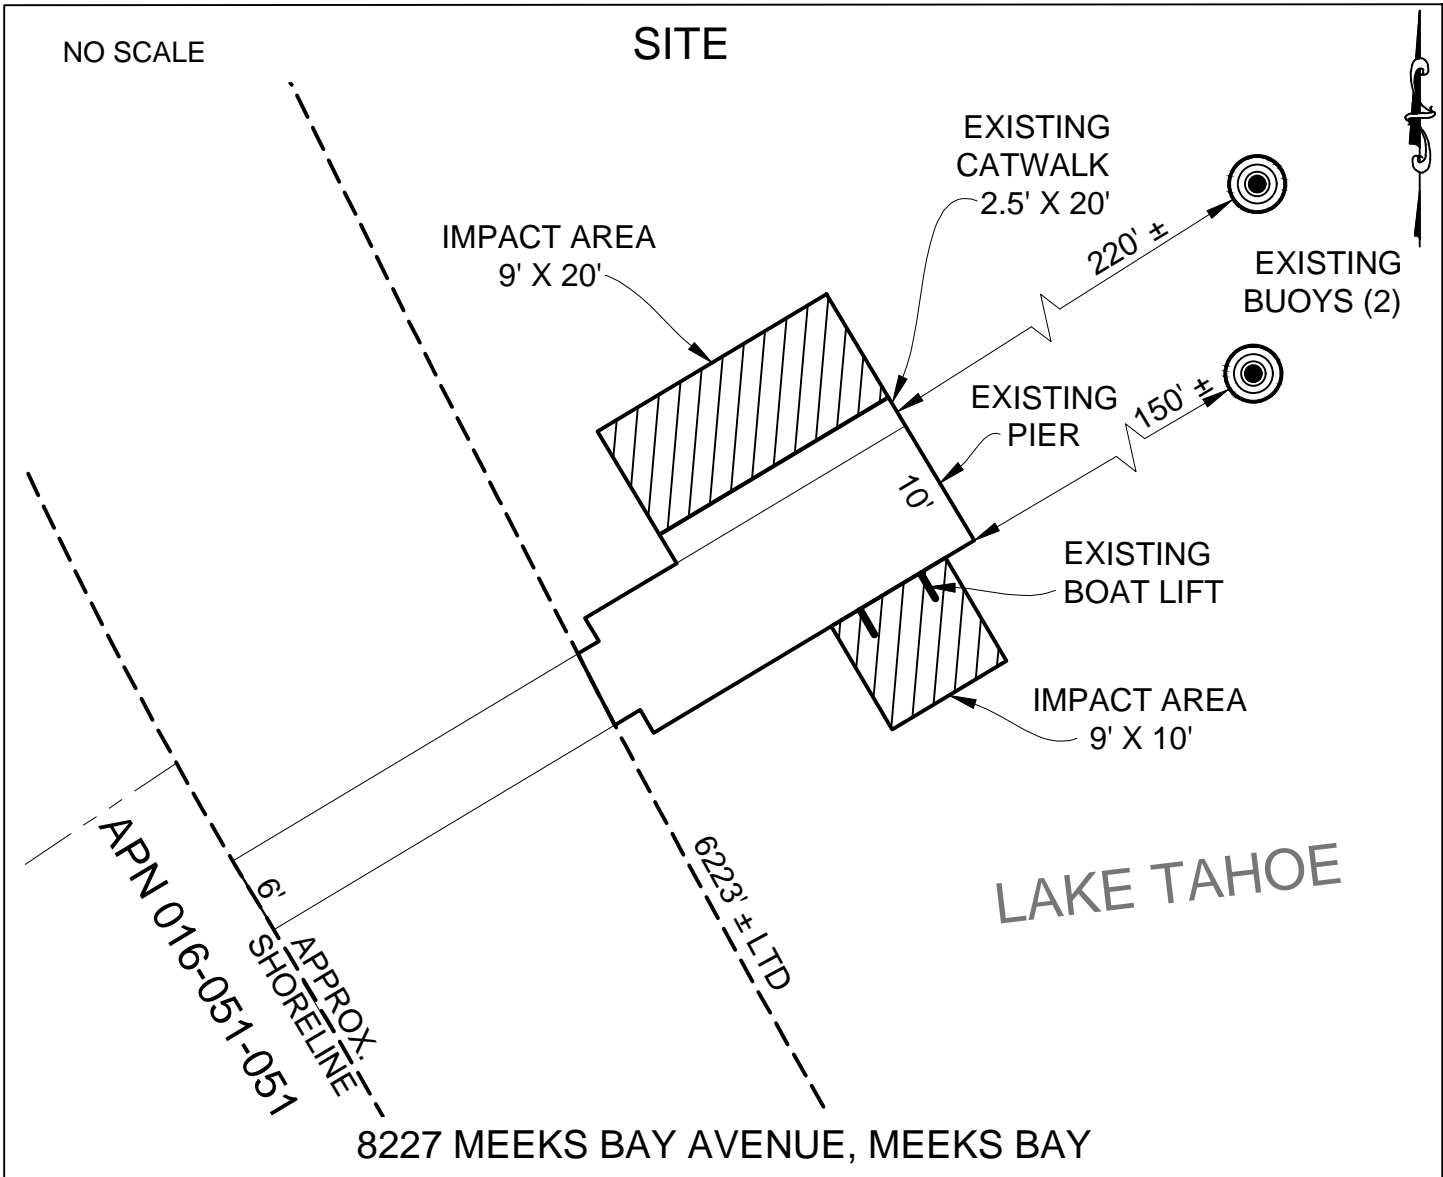 NO SCALE
SITE
EXISTING
CATWALK
2.5' X 20'
IMPACT AREA
9' X 20'
220' ±
EXISTING
BUOYS (2)
150' ±
EXISTING
PIER
10'
EXISTING
BOAT LIFT
IMPACT AREA
9' X 10'
6223' ± LTD
LAKE TAHOE
6'
APPROX.
SHORELINE
APN 016-051-051
8227 MEEKS BAY AVENUE, MEEKS BAY